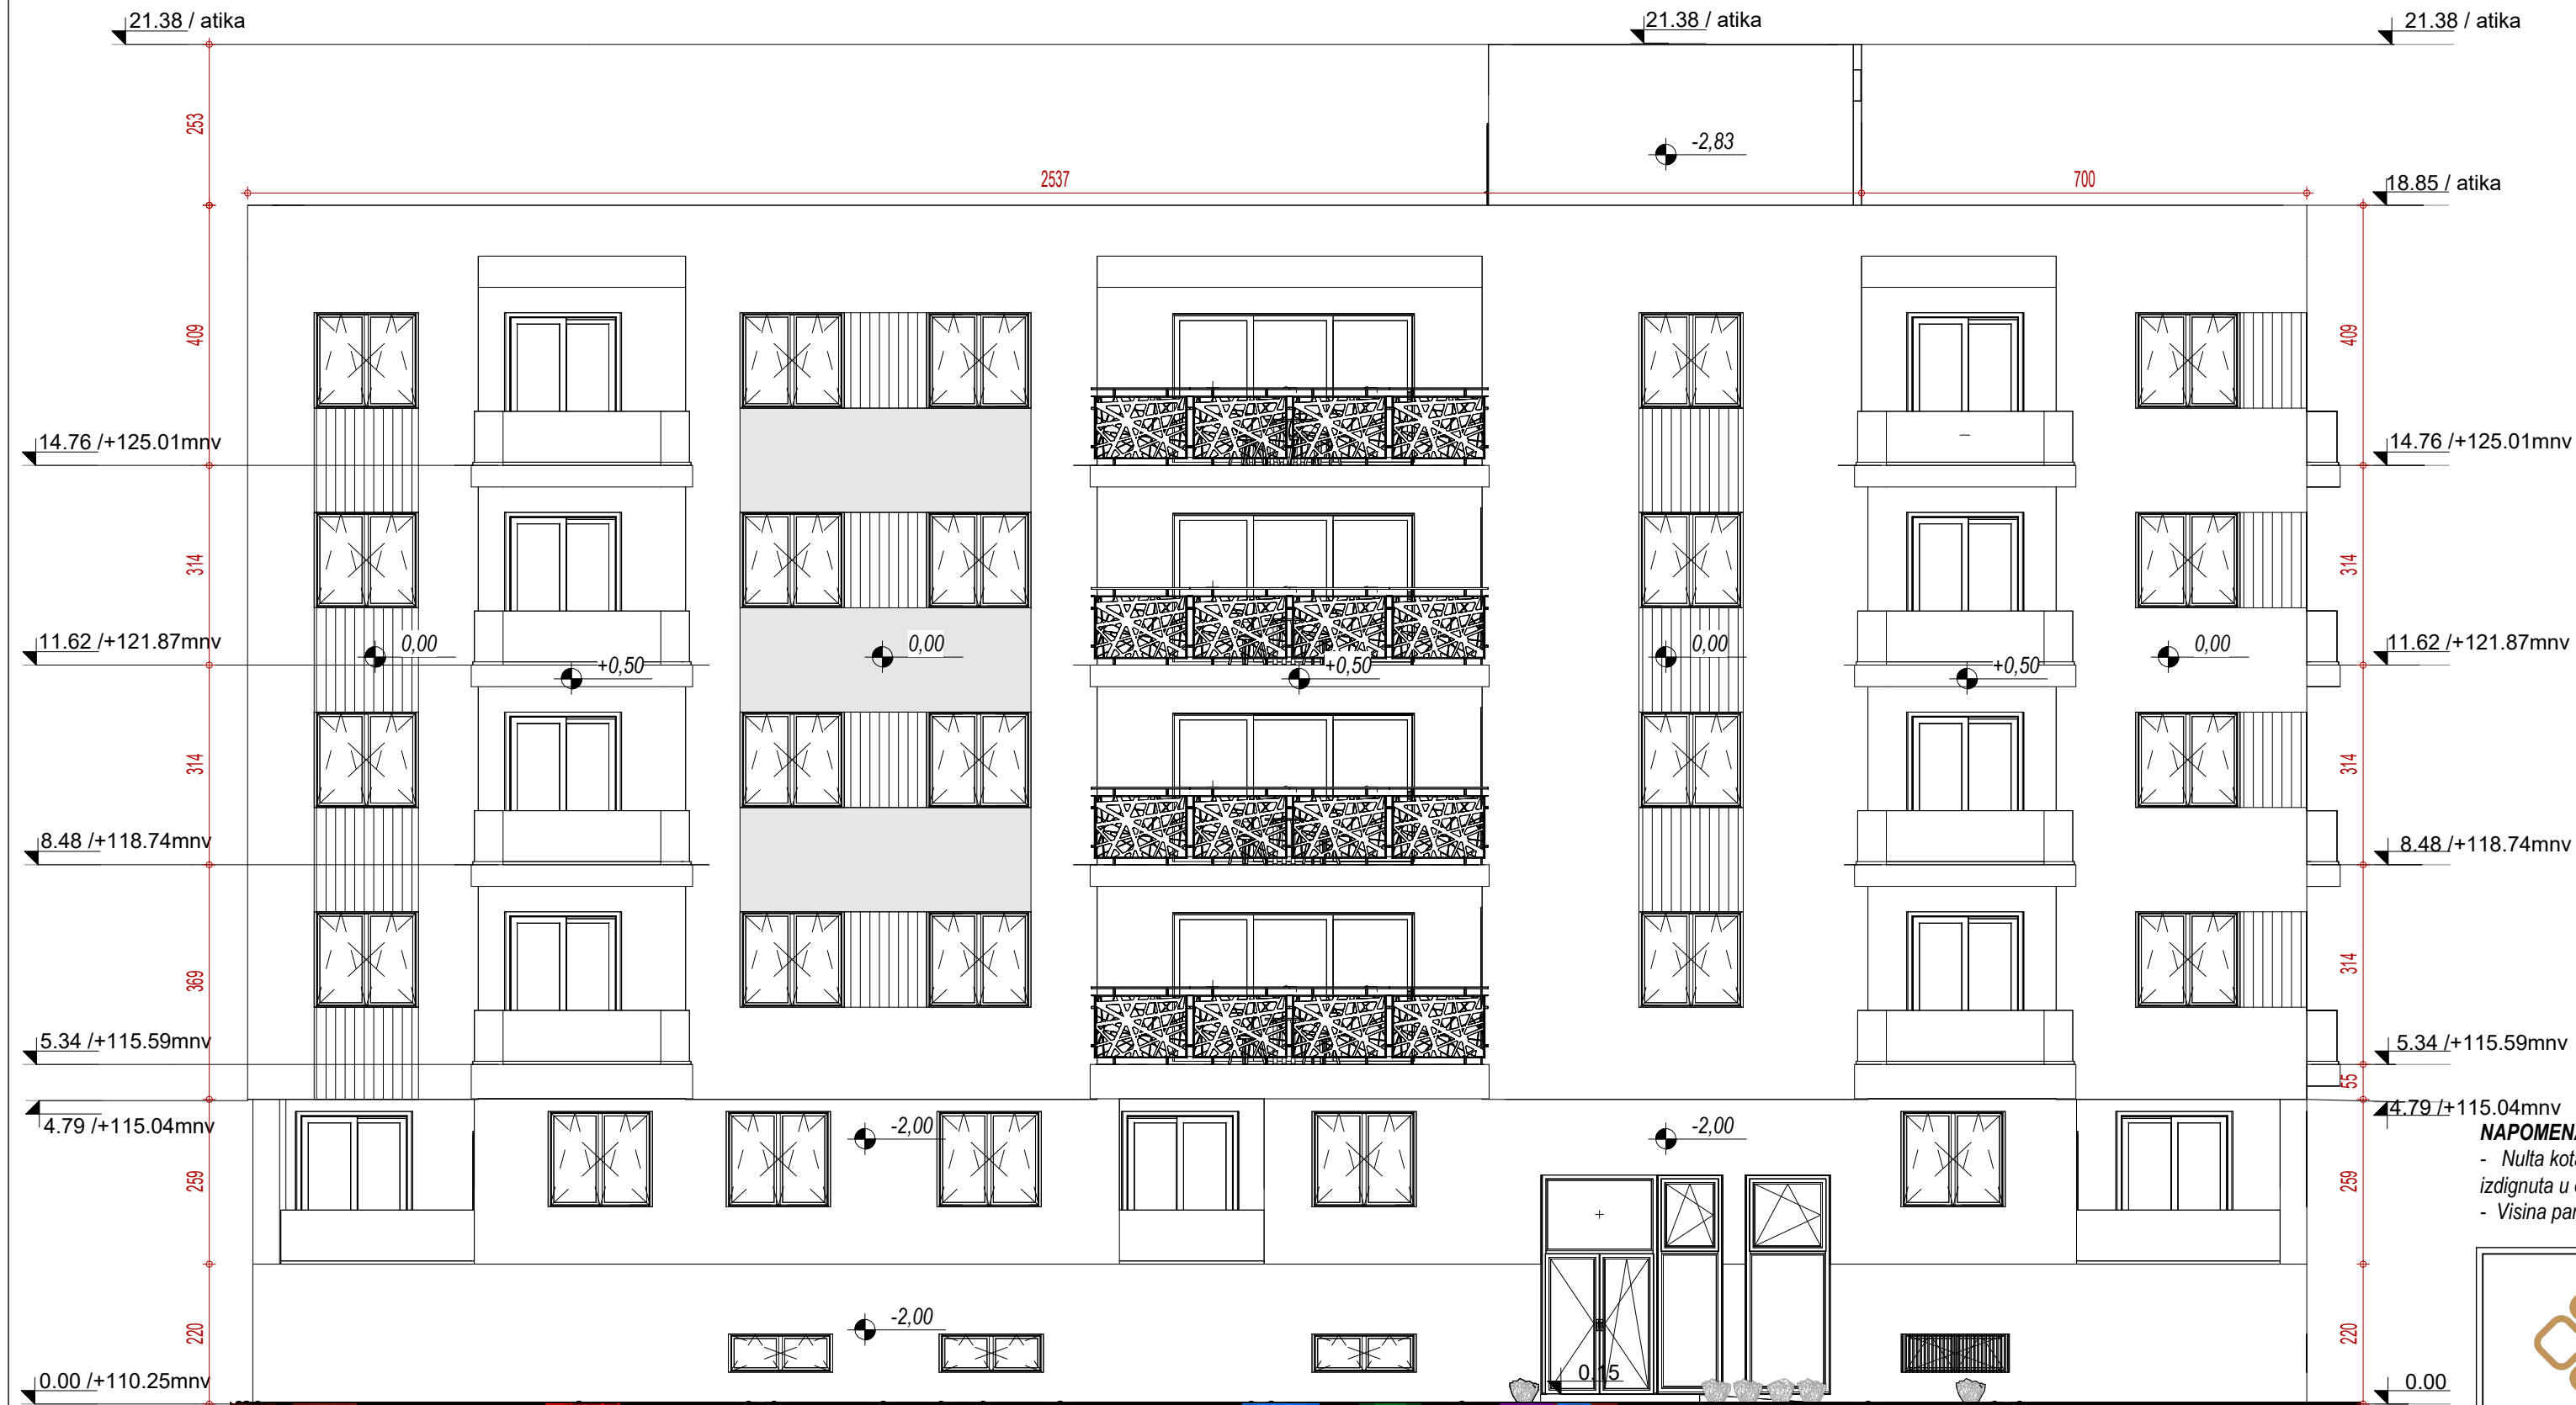 21.38 / atika
21.38 / atika
21.38 / atika
253
-2,83
2537
700
18.85 / atika
409
409
14.76 /+125.01mnv
14.76 /+125.01mnv
314
314
11.62 /+121.87mnv
0,00
+0,50
0,00
+0,50
0,00
+0,50
0,00
11.62 /+121.87mnv
314
314
8.48 /+118.74mnv
8.48 /+118.74mnv
369
314
5.34 /+115.59mnv
5.34 /+115.59mnv
55
4.79 /+115.04mnv
-2,00
-2,00
4.79 /+115.04mnv
NAPOMENA
- Nulta kota
izdignuta u
- Visina
259
259
220
-2,00
220
0.00 /+110.25mnv
0.15
0.00